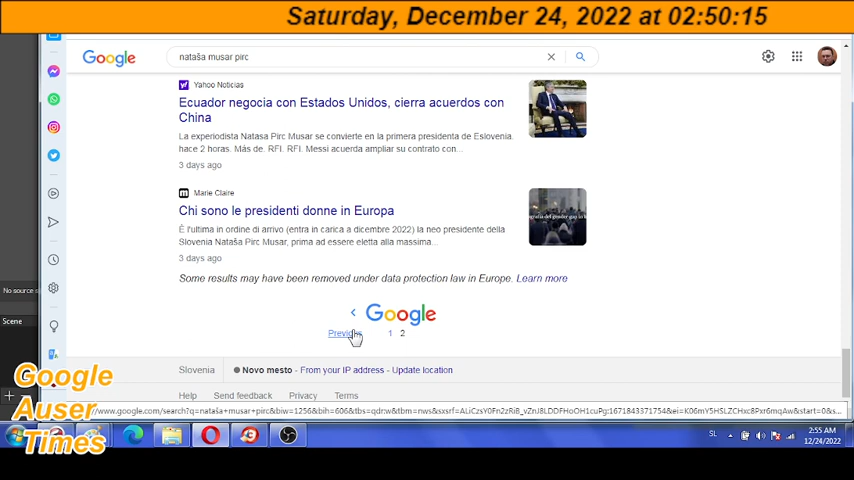 Saturday, December 24, 2022 at 02:50:15
Google
nataša musar pirc
Yahoo Noticias
Ecuador negocia con Estados Unidos, cierra acuerdos con
China
La experiodista Natasa Pirc Musar se convierte en la primera presidenta de Eslovenia.
hace 2 horas. Más de. RFI. RFI. Messi acuerda ampliar su contrato con...
3 days ago
Marie Claire
Chi sono le presidenti donne in Europa
È l'ultima in ordine di arrivo (entra in carica a dicembre 2022) la neo presidente della
Slovenia Nataša Pirc Musar, prima ad essere eletta alla massima...
3 days ago
Some results may have been removed under data protection law in Europe. Learn more
Google
Previous 1 2
No source s
Scene
Slovenia
Novo mesto - From your IP address - Update location
Help Send feedback Privacy Terms
Google
Auser
Times
SL
2:55 AM
12/24/2022